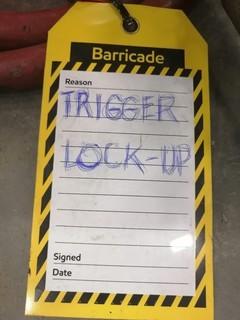 Barricade
Reason
TRIGGER
LOCK-UP
Signed
Date